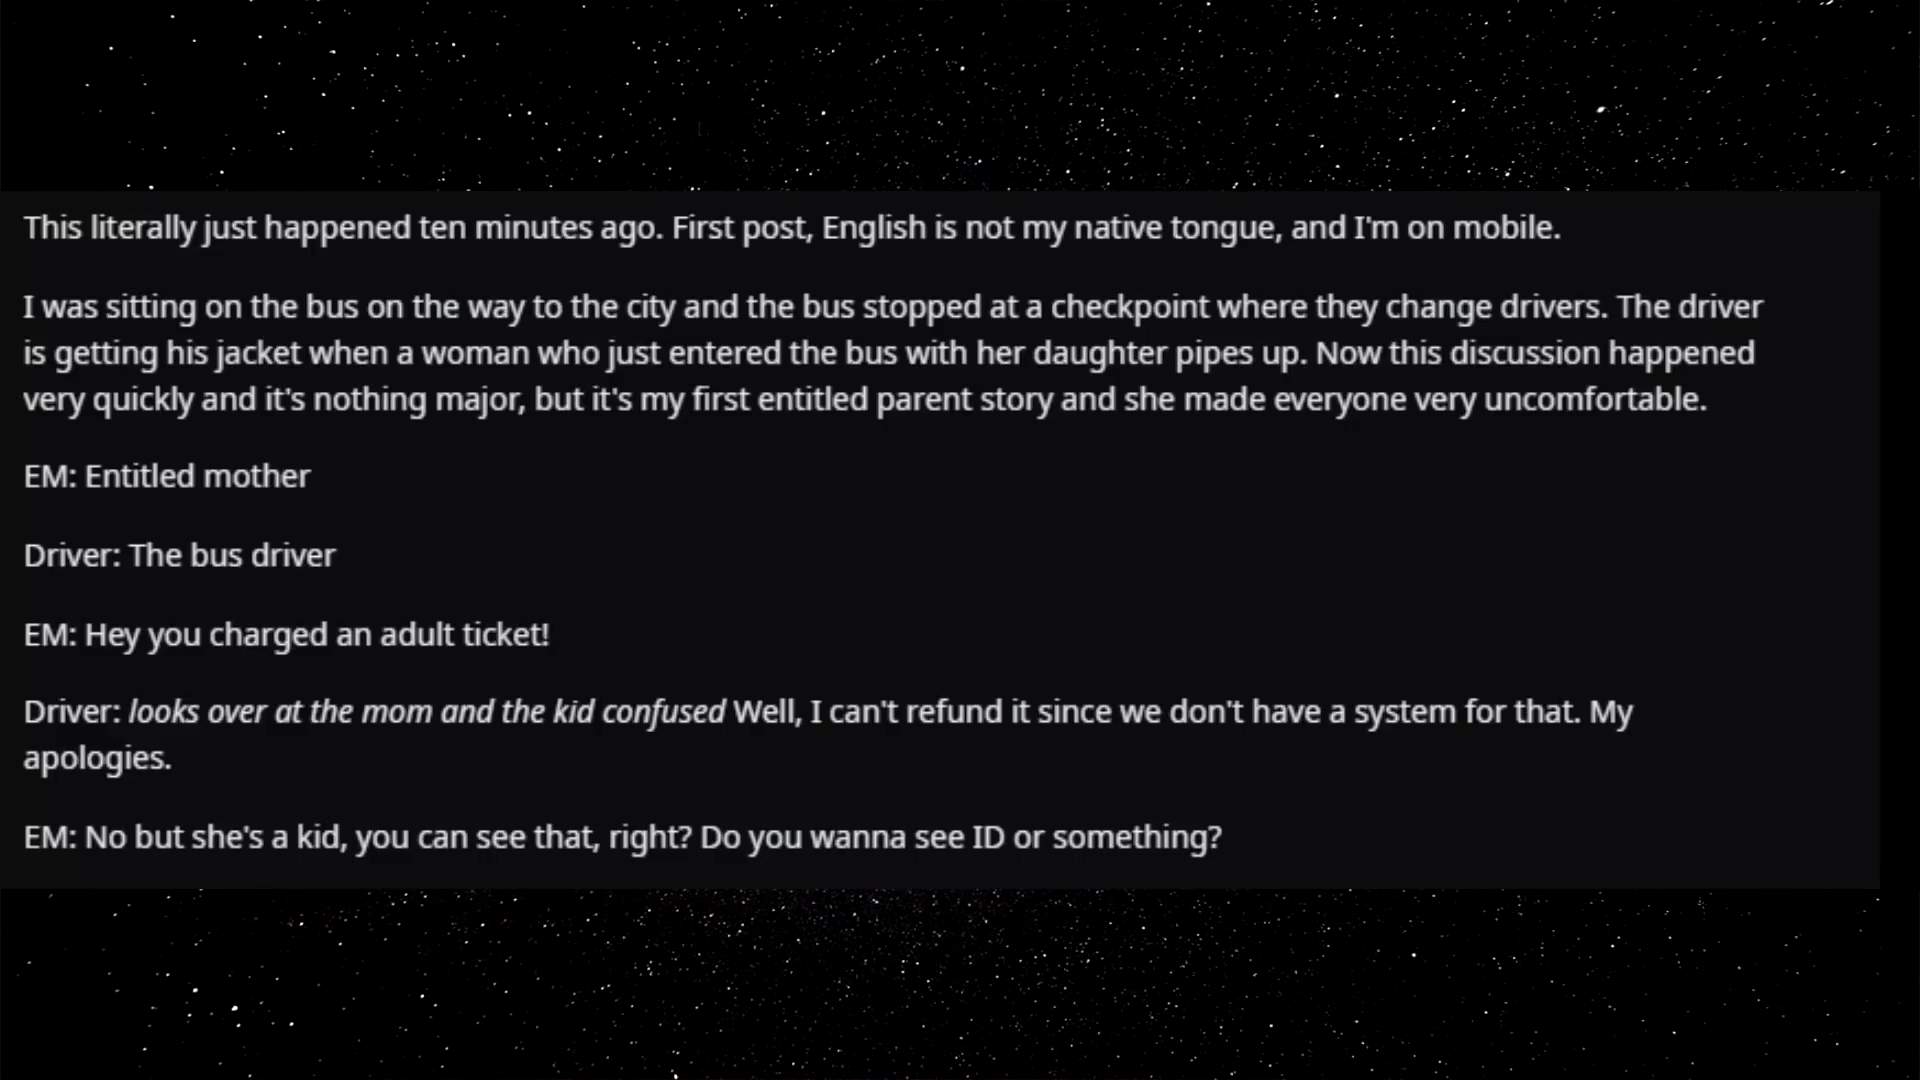 This literally just happened ten minutes ago. First post, English is not my native tongue, and I'm on mobile.
I was sitting on the bus on the way to the city and the bus stopped at a checkpoint where they change drivers. The driver
is getting his jacket when a woman who just entered the bus with her daughter pipes up. Now this discussion happened
very quickly and it's nothing major, but it's my first entitled parent story and she made everyone very uncomfortable.
EM: Entitled mother
Driver: The bus driver
EM: Hey you charged an adult ticket!
Driver: looks over at the mom and the kid confused Well, I can't refund it since we don't have a system for that. My
apologies.
EM: No but she's a kid, you can see that, right? Do you wanna see ID or something?